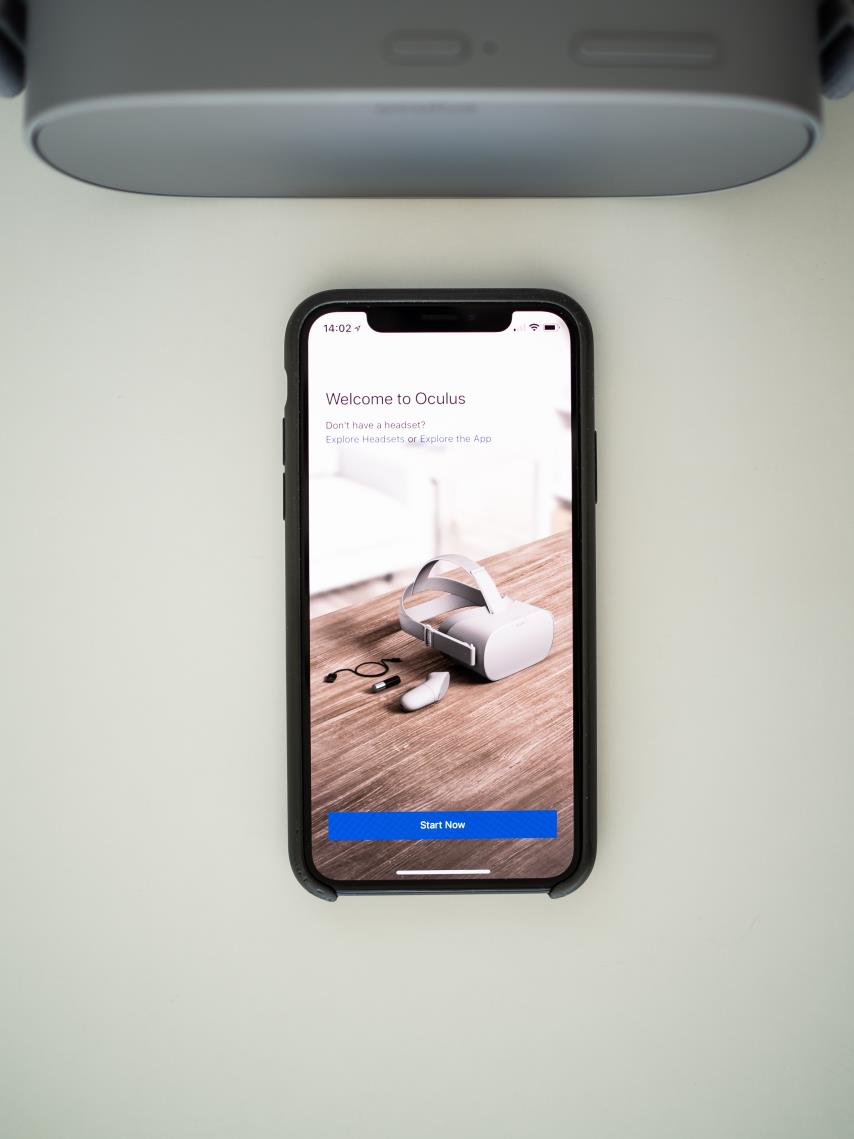 14:02
Welcome to Oculus
Don't have a headset?
Explore Headsets or Explore the App
Start Now